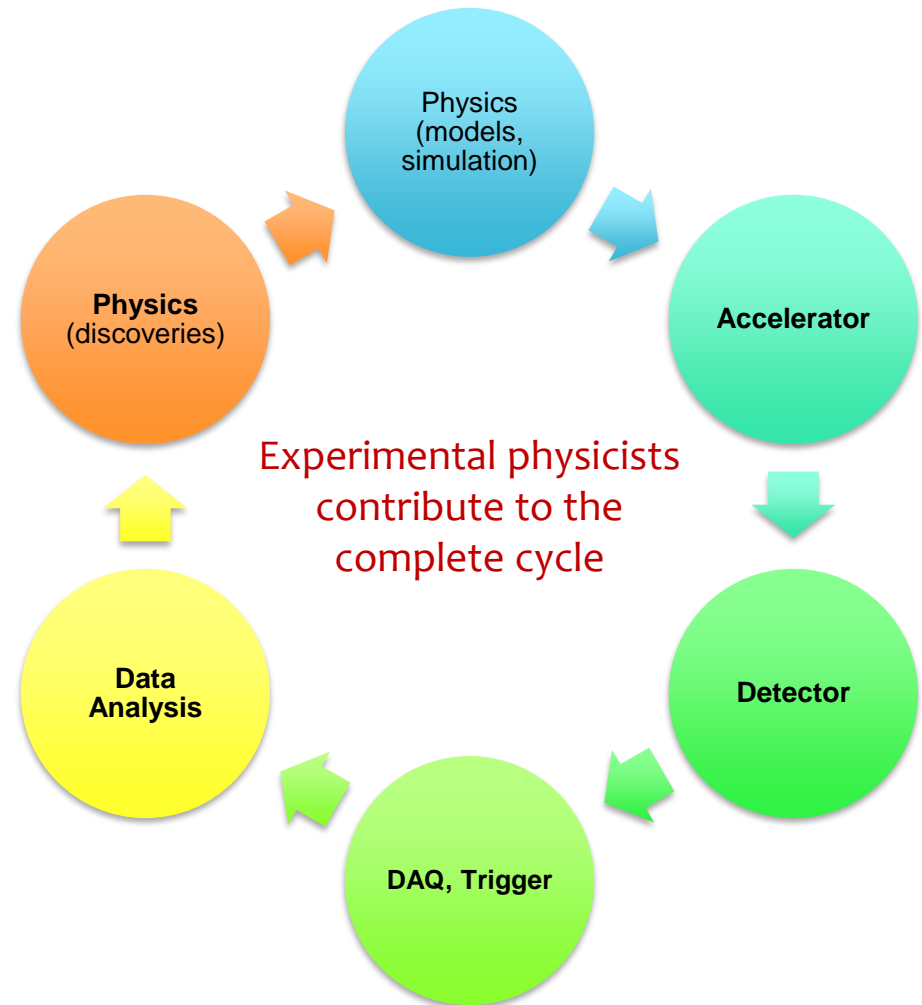 Physics
(models,
simulation)
Accelerator
Detector
DAQ, Trigger
Data
Analysis
Physics
(discoveries)
Experimental physicists
contribute to the
complete cycle